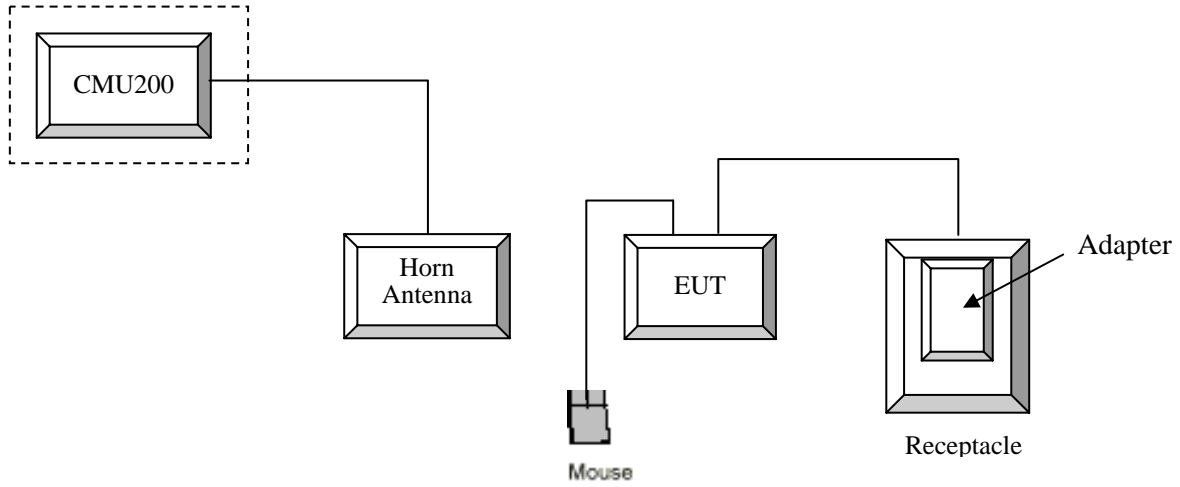 CMU200
Horn
Antenna
EUT
Adapter
Mouse
Receptacle